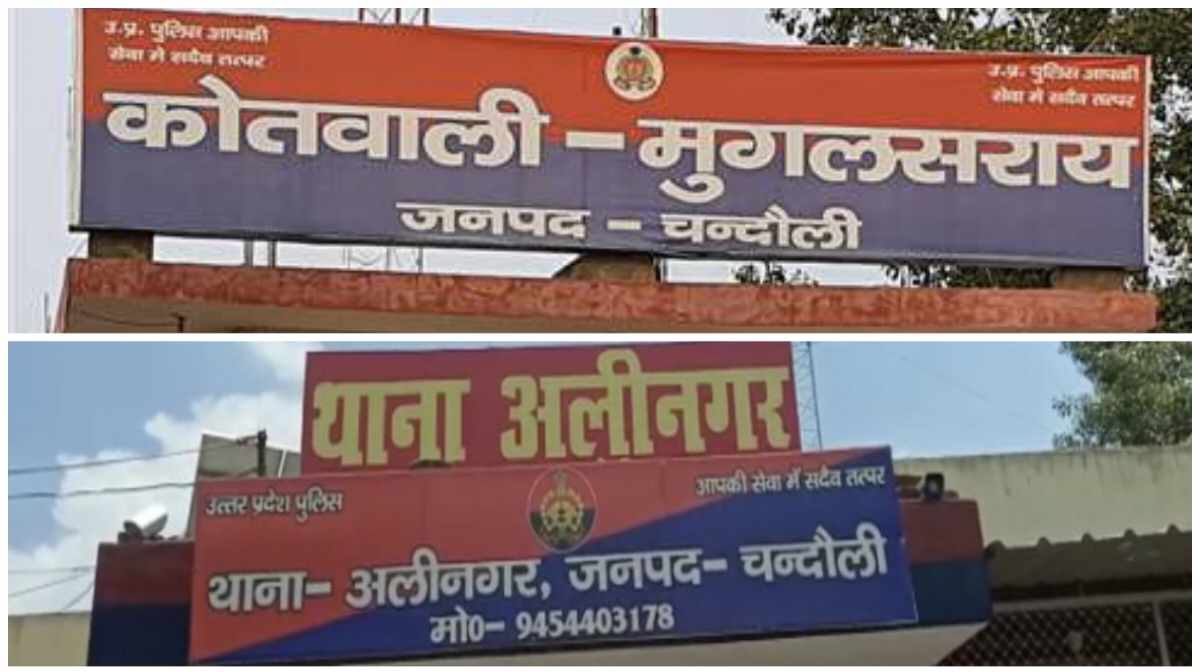 उ.प्र. पुलिस आपकी
सेवा में सदैव तत्पर
उ.प्र. पुलिस आपकी
सेवा में सदैव तत्पर
कोतवाली – मुगलसराय
जनपद – चन्दौली
थाना अलीनगर
उत्तर प्रदेश पुलिस
आपकी सेवा में सदैव तत्पर
थाना– अलीनगर, जनपद– चन्दौली
मो0– 9454403178